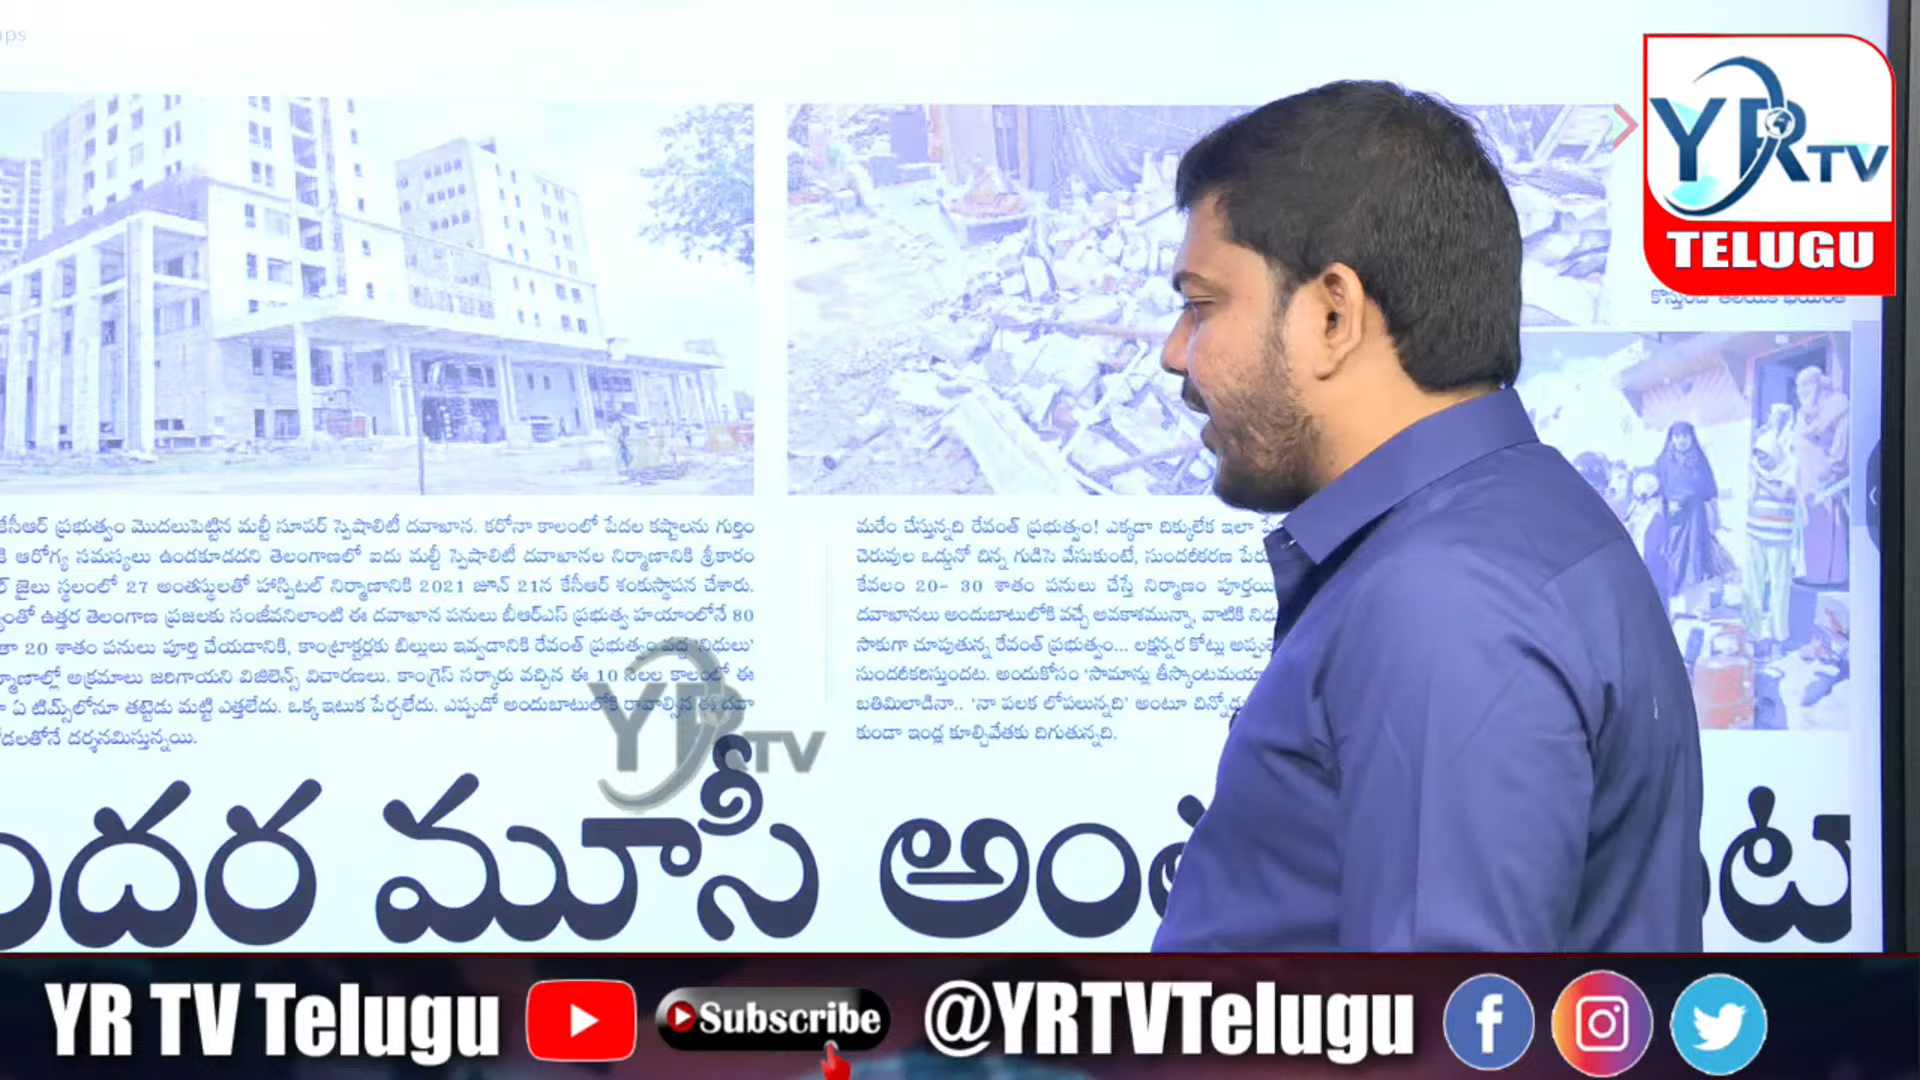 YRTV
TELUGU
కేసీఆర్ ప్రభుత్వం మొదలుపెట్టిన మల్టీ సూపర్ స్పెషాలిటీ దవాఖాన. కరోనా కాలంలో పేదల కష్టాలను గుర్తిం
ఆరోగ్య సమస్యలు ఉండకూడదని తెలంగాణలో ఐదు మల్టీ స్పెషాలిటీ దవాఖానల నిర్మాణానికి శ్రీకారం
జైలు స్థలంలో 27 అంతస్థులతో హాస్పిటల్ నిర్మాణానికి 2021 జూన్ 21న కేసీఆర్ శంకుస్థాపన చేశారు.
ఉత్తర తెలంగాణ ప్రజలకు సంజీవనిలాంటి ఈ దవాఖాన పనులు బీఆర్ఎస్ ప్రభుత్వ హయాంలోనే 80
20 శాతం పనులు పూర్తి చేయడానికి, కాంట్రాక్టర్లకు బిల్లులు ఇవ్వడానికి రేవంత్ ప్రభుత్వం వద్ద నిధులు'
అక్రమాలు జరిగాయని విజిలెన్స్ విచారణలు. కాంగ్రెస్ సర్కారు వచ్చిన ఈ 10 నెలల కాలంలో ఈ
ఏ టిమ్స్‌లోనూ తట్టెడు మట్టి ఎత్తలేదు. ఒక్క ఇటుక పేర్చలేదు. ఎప్పుడో అందుబాటులోకి రావాల్సిన ఈ దవా
దర్శనమిస్తున్నాయి.
మరేం చేస్తున్నది రేవంత్ ప్రభుత్వం! ఎక్కడా దిక్కులేక ఇలా
చెరువుల ఒడ్డునో చిన్న గుడిసె వేసుకుంటే, సుందరీకరణ
కేవలం 20- 30 శాతం పనులు చేస్తే నిర్మాణం
దవాఖానలు అందుబాటులోకి వచ్చే అవకాశమున్నా, వాటికి
సాకుగా చూపుతున్న రేవంత్ ప్రభుత్వం... లక్షన్నర కోట్లు
సుందరీకరిస్తుందట. అందుకోసం 'సామాన్లు
బతిమిలాడినా.. 'నా పలక లోపలున్నది' అంటూ
కుండా ఇండ్ల కూల్చివేతకు దిగుతున్నది.
YRTV
ందర మూసీ అంత
YR TV Telugu Subscribe @YRTVTelugu